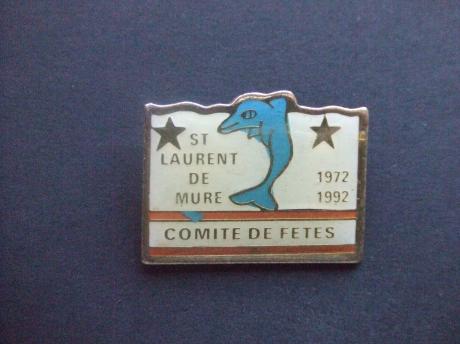 ST
LAURENT
DE
MURE
1972
1992
COMITE DE FETES